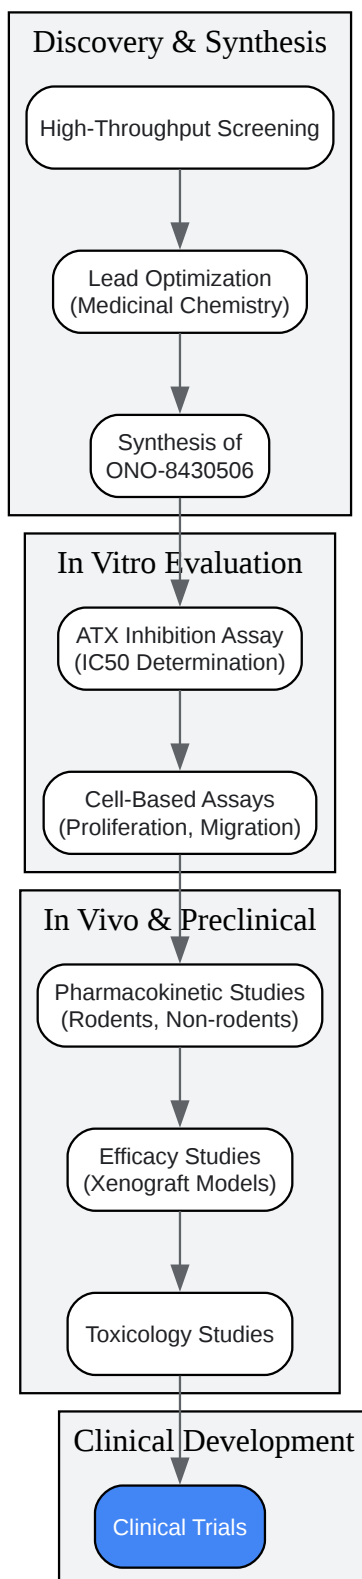 Discovery & Synthesis
High-Throughput Screening
Lead Optimization
(Medicinal Chemistry)
Synthesis of
ONO-8430506
In Vitro Evaluation
ATX Inhibition Assay
(IC50 Determination)
Cell-Based Assays
(Proliferation, Migration)
In Vivo & Preclinical
Pharmacokinetic Studies
(Rodents, Non-rodents)
Efficacy Studies
(Xenograft Models)
Toxicology Studies
Clinical Development
Clinical Trials